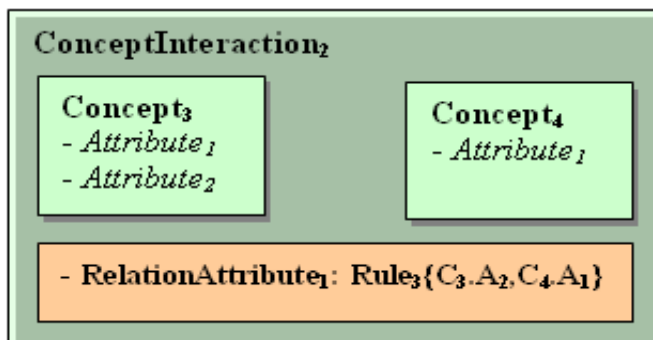 ConceptInteraction₂
Concept₃
- Attribute₁
- Attribute₂
Concept₄
- Attribute₁
- RelationAttribute₁: Rule₃{C₃.A₂,C₄.A₁}